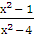 x² − 1
x² − 4